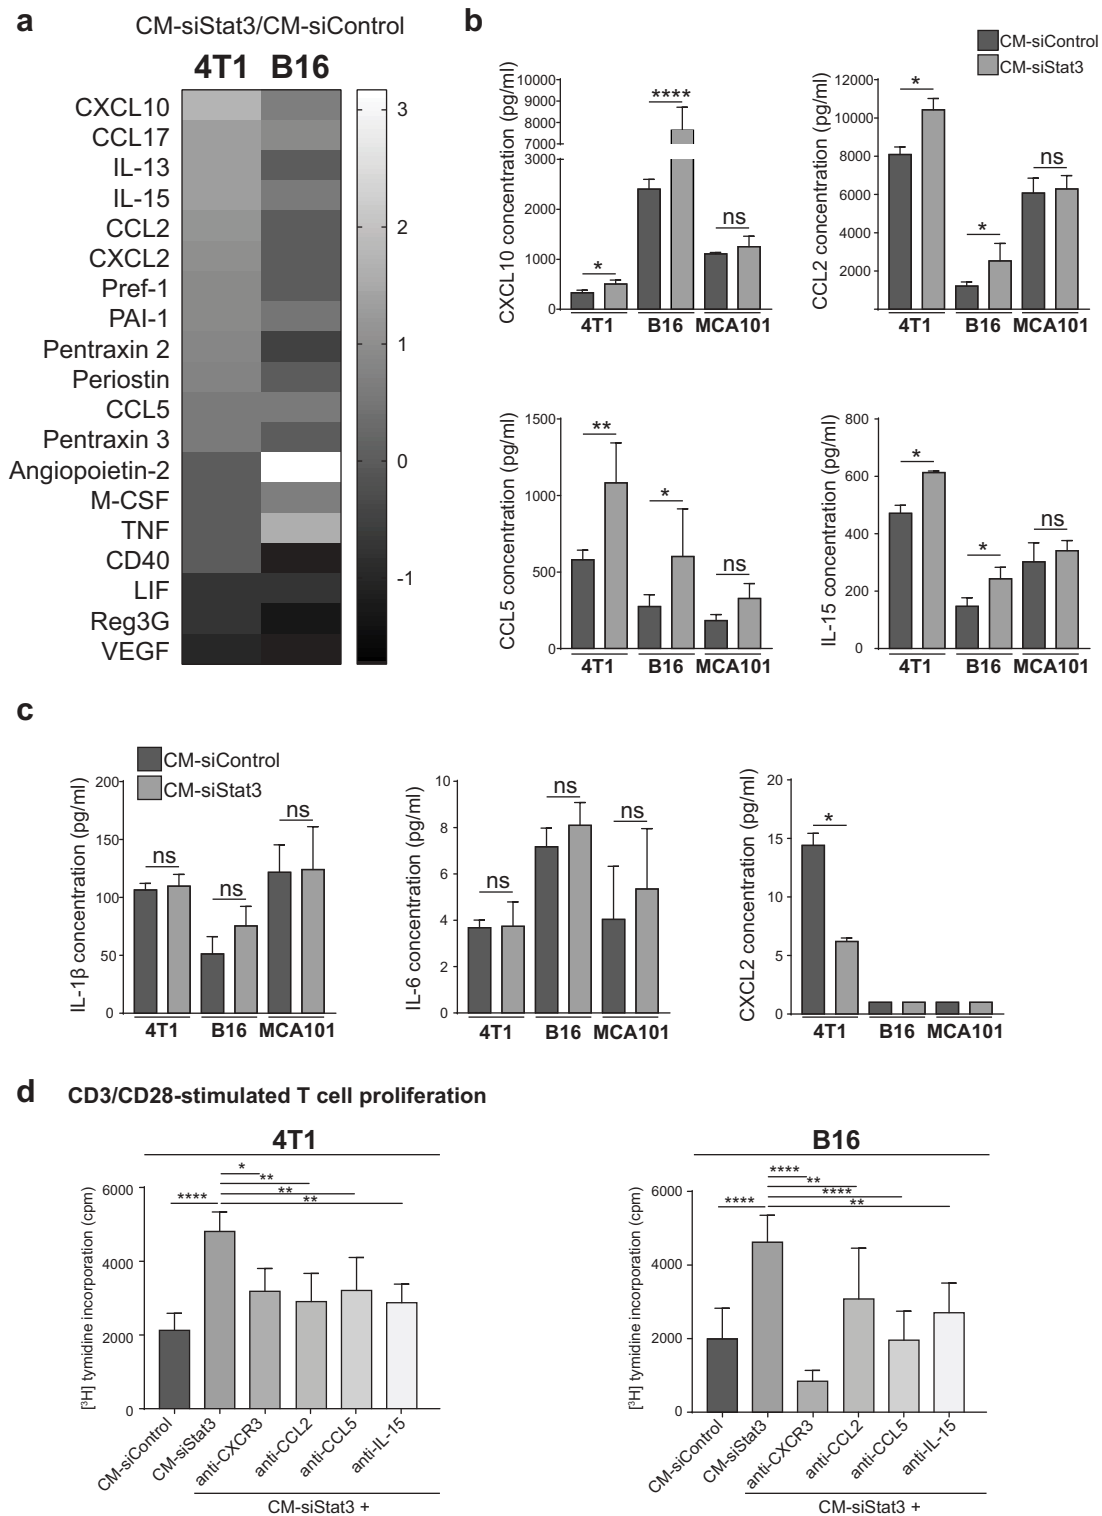 a
CM-siStat3/CM-siControl
4T1 B16
CXCL10
CCL17
IL-13
IL-15
CCL2
CXCL2
Pref-1
PAI-1
Pentraxin 2
Periostin
CCL5
Pentraxin 3
Angiopoietin-2
M-CSF
TNF
CD40
LIF
Reg3G
VEGF
3
2
1
0
-1
b
CM-siControl
CM-siStat3
CXCL10 concentration (pg/ml)
10000
9000
8000
7000
3000
2000
1000
0
*
****
ns
4T1 B16 MCA101
CCL2 concentration (pg/ml)
12000
10000
8000
6000
4000
2000
*
*
ns
4T1 B16 MCA101
CCL5 concentration (pg/ml)
1500
1000
500
0
**
*
ns
4T1 B16 MCA101
IL-15 concentration (pg/ml)
800
600
400
200
0
*
*
ns
4T1 B16 MCA101
c
CM-siControl
CM-siStat3
IL-1β concentration (pg/ml)
200
150
100
50
0
ns
ns
ns
4T1 B16 MCA101
IL-6 concentration (pg/ml)
10
8
6
4
2
0
ns
ns
ns
4T1 B16 MCA101
CXCL2 concentration (pg/ml)
20
15
10
5
0
*
4T1 B16 MCA101
d CD3/CD28-stimulated T cell proliferation
4T1
[³H] tymidine incorporation (cpm)
6000
4000
2000
0
****
*
**
**
**
CM-siControl
CM-siStat3
anti-CXCR3
anti-CCL2
anti-CCL5
anti-IL-15
CM-siStat3 +
B16
[³H] tymidine incorporation (cpm)
6000
4000
2000
0
****
****
**
****
**
CM-siControl
CM-siStat3
anti-CXCR3
anti-CCL2
anti-CCL5
anti-IL-15
CM-siStat3 +